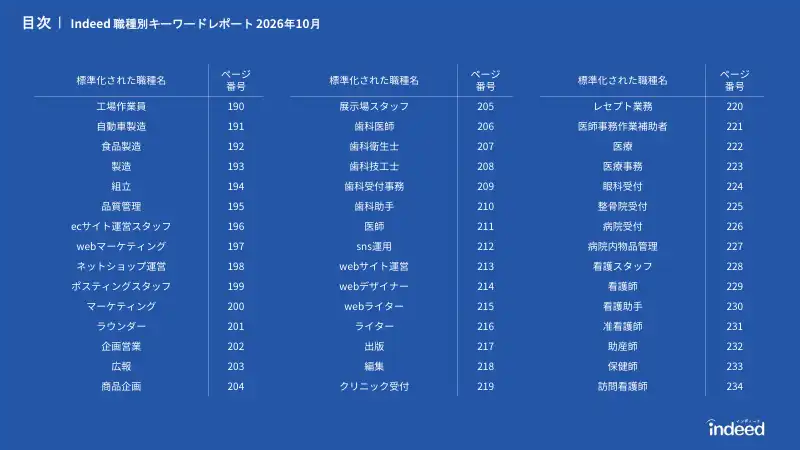 目次 | Indeed 職種別キーワードレポート 2026年10月
標準化された職種名 ページ番号
工場作業員 190
自動車製造 191
食品製造 192
製造 193
組立 194
品質管理 195
ecサイト運営スタッフ 196
webマーケティング 197
ネットショップ運営 198
ポスティングスタッフ 199
マーケティング 200
ラウンダー 201
企画営業 202
広報 203
商品企画 204
標準化された職種名 ページ番号
展示場スタッフ 205
歯科医師 206
歯科衛生士 207
歯科技工士 208
歯科受付事務 209
歯科助手 210
医師 211
sns運用 212
webサイト運営 213
webデザイナー 214
webライター 215
ライター 216
出版 217
編集 218
クリニック受付 219
標準化された職種名 ページ番号
レセプト業務 220
医師事務作業補助者 221
医療 222
医療事務 223
眼科受付 224
整骨院受付 225
病院受付 226
病院内物品管理 227
看護スタッフ 228
看護師 229
看護助手 230
准看護師 231
助産師 232
保健師 233
訪問看護師 234
インディード
indeed